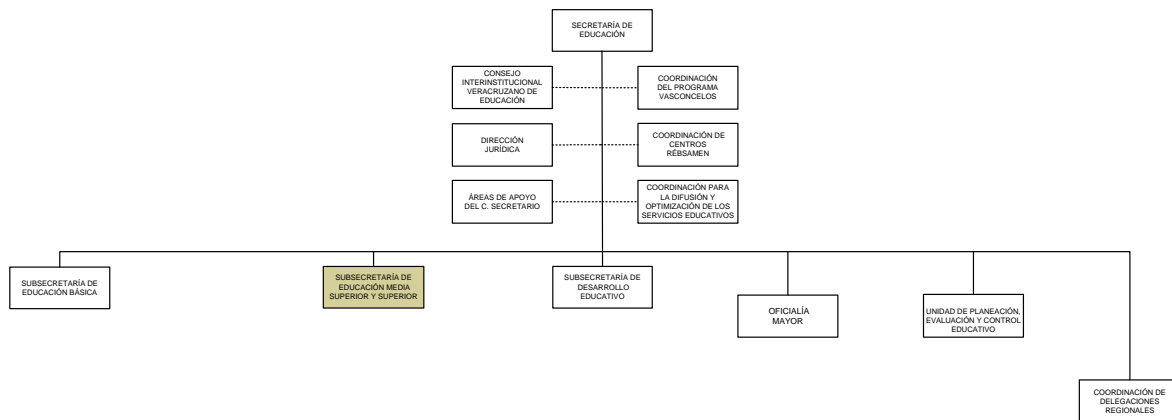 SECRETARÍA DE
EDUCACIÓN
CONSEJO
INTERINSTITUCIONAL
VERACRUZANO DE
EDUCACIÓN
COORDINACIÓN
DEL PROGRAMA
VASCONCELOS
DIRECCIÓN
JURÍDICA
COORDINACIÓN DE
CENTROS
RÉBSAMEN
ÁREAS DE APOYO
DEL C. SECRETARIO
COORDINACIÓN PARA
LA DIFUSIÓN Y
OPTIMIZACIÓN DE LOS
SERVICIOS EDUCATIVOS
SUBSECRETARÍA DE
EDUCACIÓN BÁSICA
SUBSECRETARÍA DE
EDUCACIÓN MEDIA
SUPERIOR Y SUPERIOR
SUBSECRETARÍA DE
DESARROLLO
EDUCATIVO
OFICIALÍA
MAYOR
UNIDAD DE PLANEACIÓN,
EVALUACIÓN Y CONTROL
EDUCATIVO
COORDINACIÓN DE
DELEGACIONES
REGIONALES